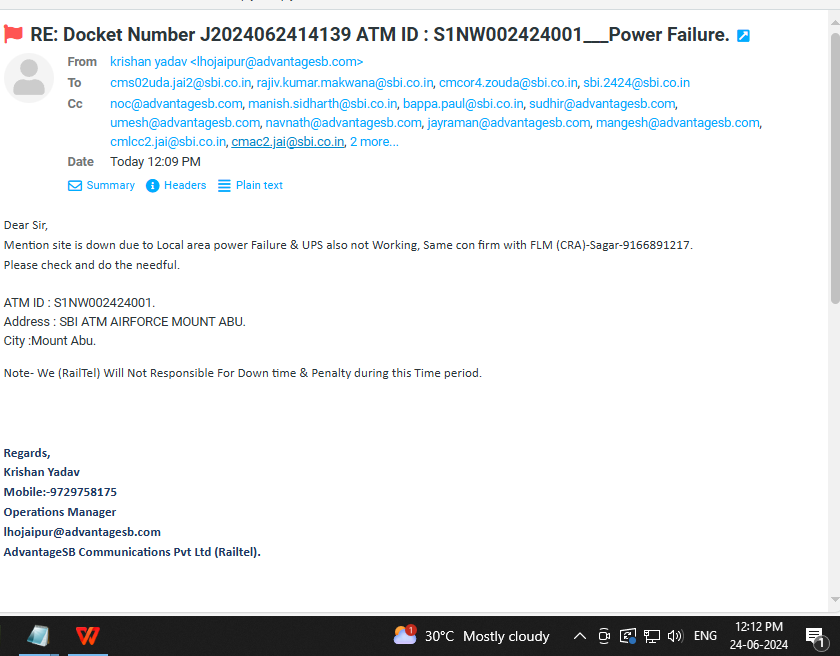 RE: Docket Number J2024062414139 ATM ID : S1NW002424001___Power Failure.
From krishan yadav <lhojaipur@advantagesb.com>
To cms02uda.jai2@sbi.co.in, rajiv.kumar.makwana@sbi.co.in, cmcor4.zouda@sbi.co.in, sbi.2424@sbi.co.in
Cc noc@advantagesb.com, manish.sidharth@sbi.co.in, bappa.paul@sbi.co.in, sudhir@advantagesb.com,
umesh@advantagesb.com, navnath@advantagesb.com, jayraman@advantagesb.com, mangesh@advantagesb.com,
cmlcc2.jai@sbi.co.in, cmac2.jai@sbi.co.in, 2 more...
Date Today 12:09 PM
Summary Headers Plain text
Dear Sir,
Mention site is down due to Local area power Failure & UPS also not Working, Same con firm with FLM (CRA)-Sagar-9166891217.
Please check and do the needful.
ATM ID : S1NW002424001.
Address : SBI ATM AIRFORCE MOUNT ABU.
City :Mount Abu.
Note- We (RailTel) Will Not Responsible For Down time & Penalty during this Time period.
Regards,
Krishan Yadav
Mobile:-9729758175
Operations Manager
lhojaipur@advantagesb.com
AdvantageSB Communications Pvt Ltd (Railtel).
1 30°C Mostly cloudy ENG 12:12 PM
24-06-2024 1